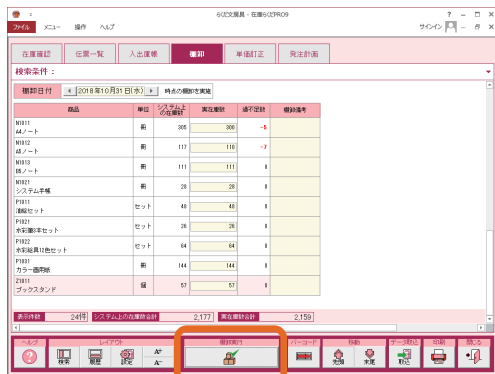 らくだ文房具 - 在庫らくだPRO9
ファイル メニュー 操作 ヘルプ サインイン
在庫確認 伝票一覧 入出庫帳 棚卸 単価訂正 発注計画
検索条件：
棚卸日付 2018年10月31日(水) 時点の棚卸を実施
商品 単位 システム上の在庫数 実在庫数 過不足数 棚卸備考
N1011
A4ノート 冊 305 300 -5
N1012
A5ノート 冊 117 110 -7
N1013
B5ノート 冊 111 111 0
N1021
システム手帳 冊 28 28 0
P1011
油絵セット セット 48 48 0
P1021
水彩筆8本セット セット 26 26 0
P1022
水彩絵具12色セット セット 64 64 0
P1031
カラー画用紙 冊 144 144 0
Z1011
ブックスタンド 個 57 57 0
表示件数 24件 システム上の在庫数合計 2,177 実在庫数合計 2,159
ヘルプ レイアウト 棚卸実行 バーコード 移動 データ取込 印刷 閉じる
検索 履歴 設定 A+ A- 先頭 末尾 取込